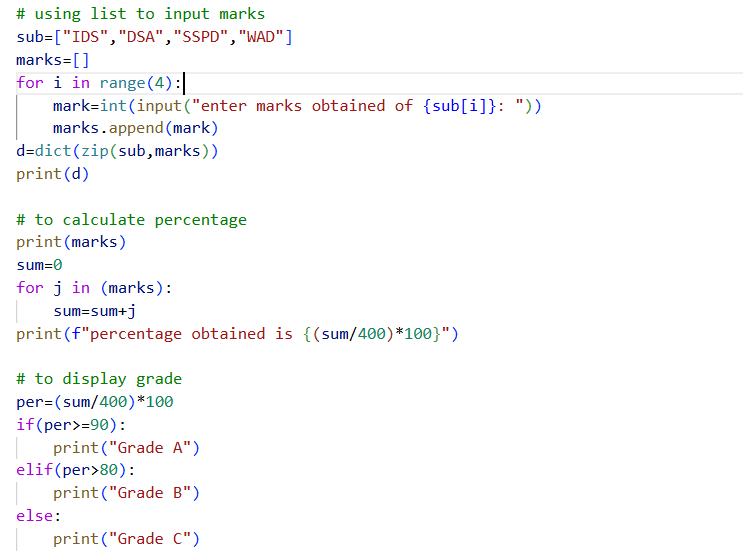 # using list to input marks
sub=["IDS","DSA","SSPD","WAD"]
marks=[]
for i in range(4):
    mark=int(input("enter marks obtained of {sub[i]}: "))
    marks.append(mark)
d=dict(zip(sub,marks))
print(d)

# to calculate percentage
print(marks)
sum=0
for j in (marks):
    sum=sum+j
print(f"percentage obtained is {(sum/400)*100}")

# to display grade
per=(sum/400)*100
if(per>=90):
    print("Grade A")
elif(per>80):
    print("Grade B")
else:
    print("Grade C")